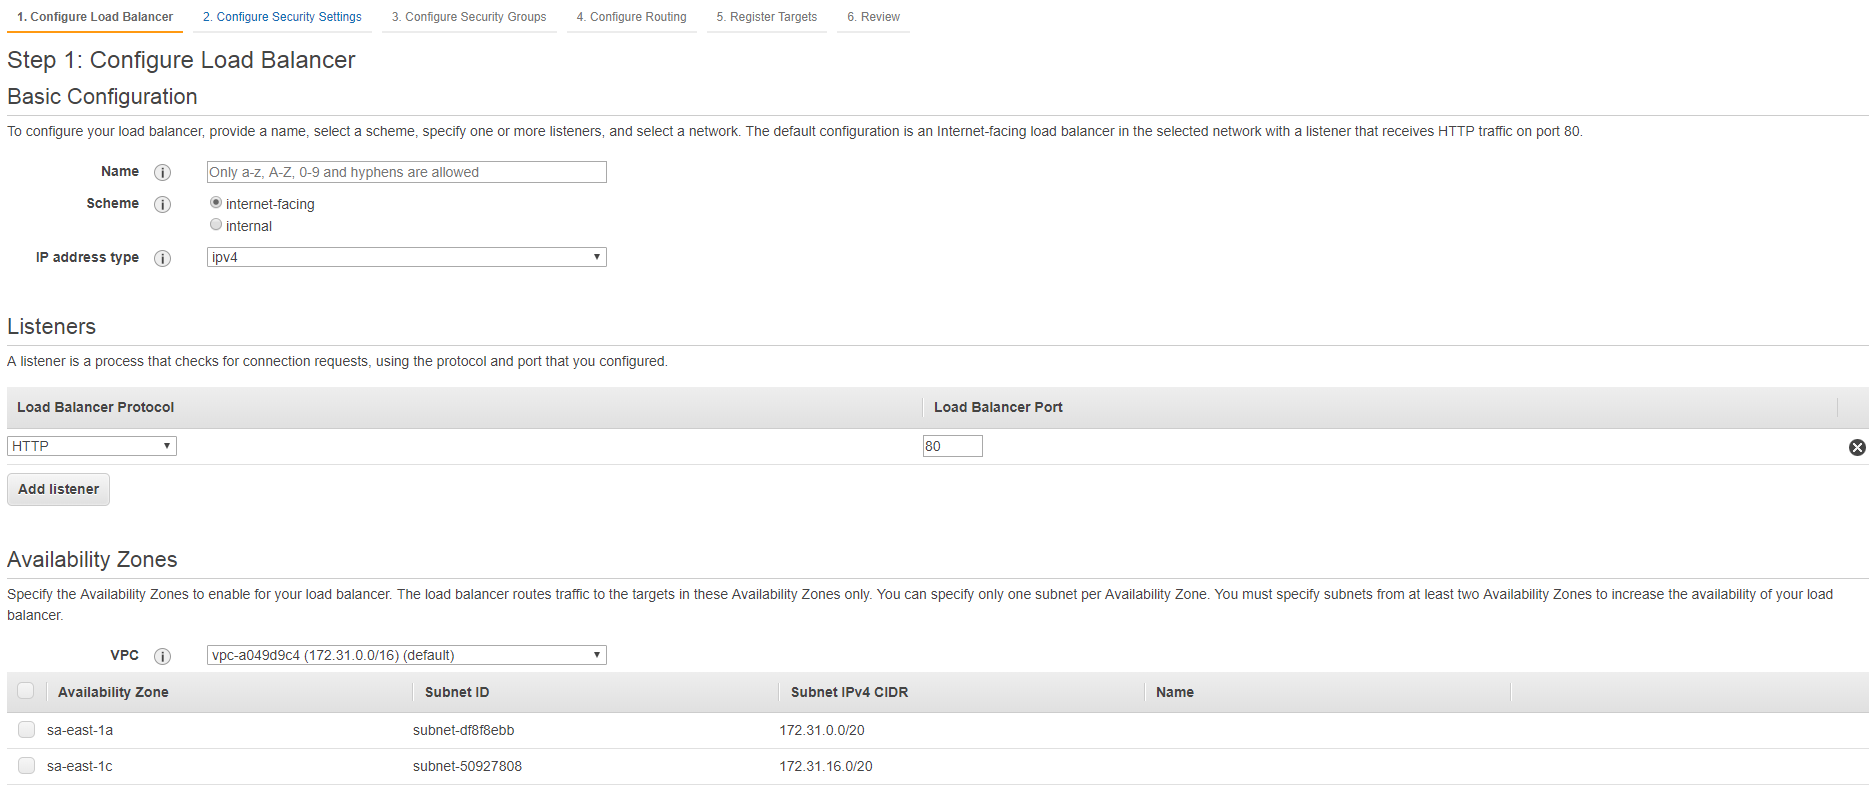 1. Configure Load Balancer 2. Configure Security Settings 3. Configure Security Groups 4. Configure Routing 5. Register Targets 6. Review
Step 1: Configure Load Balancer
Basic Configuration
To configure your load balancer, provide a name, select a scheme, specify one or more listeners, and select a network. The default configuration is an Internet-facing load balancer in the selected network with a listener that receives HTTP traffic on port 80.
Name i Only a-z, A-Z, 0-9 and hyphens are allowed
Scheme i internet-facing
internal
IP address type i ipv4
Listeners
A listener is a process that checks for connection requests, using the protocol and port that you configured.
Load Balancer Protocol Load Balancer Port
HTTP 80
Add listener
Availability Zones
Specify the Availability Zones to enable for your load balancer. The load balancer routes traffic to the targets in these Availability Zones only. You can specify only one subnet per Availability Zone. You must specify subnets from at least two Availability Zones to increase the availability of your load
balancer.
VPC i vpc-a049d9c4 (172.31.0.0/16) (default)
Availability Zone Subnet ID Subnet IPv4 CIDR Name
sa-east-1a subnet-df8f8ebb 172.31.0.0/20
sa-east-1c subnet-50927808 172.31.16.0/20